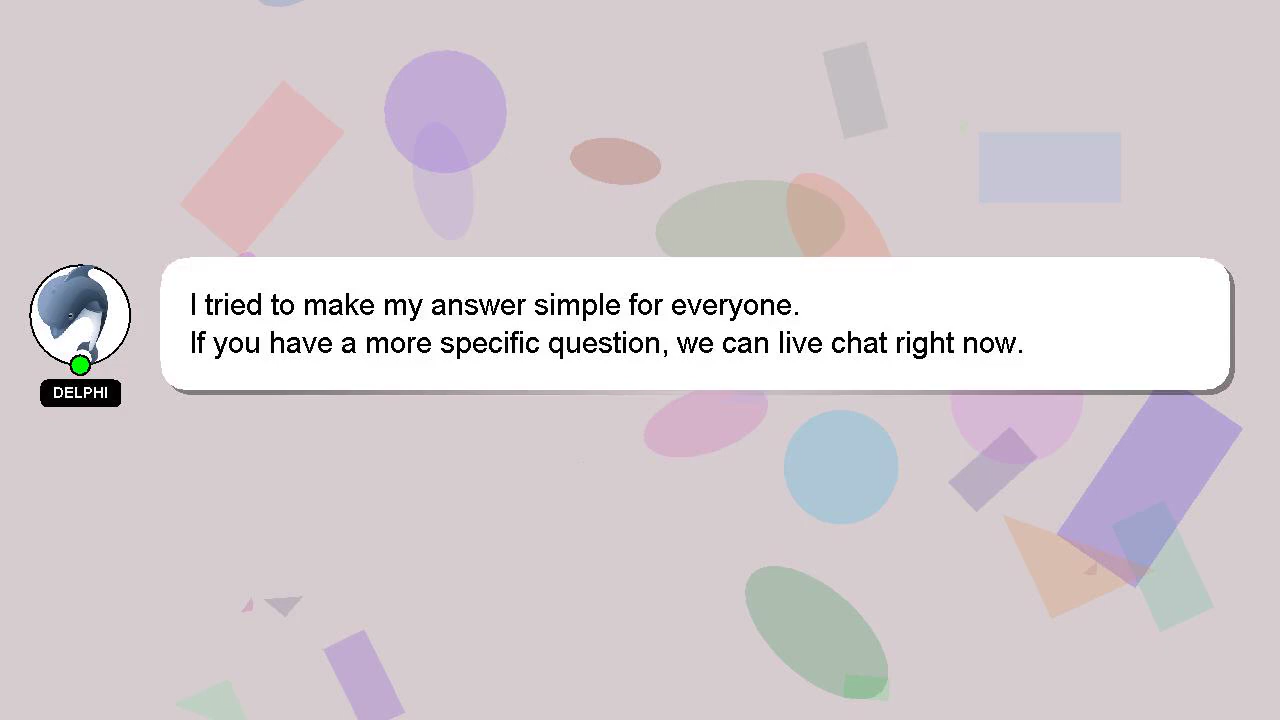 I tried to make my answer simple for everyone.
If you have a more specific question, we can live chat right now.
DELPHI